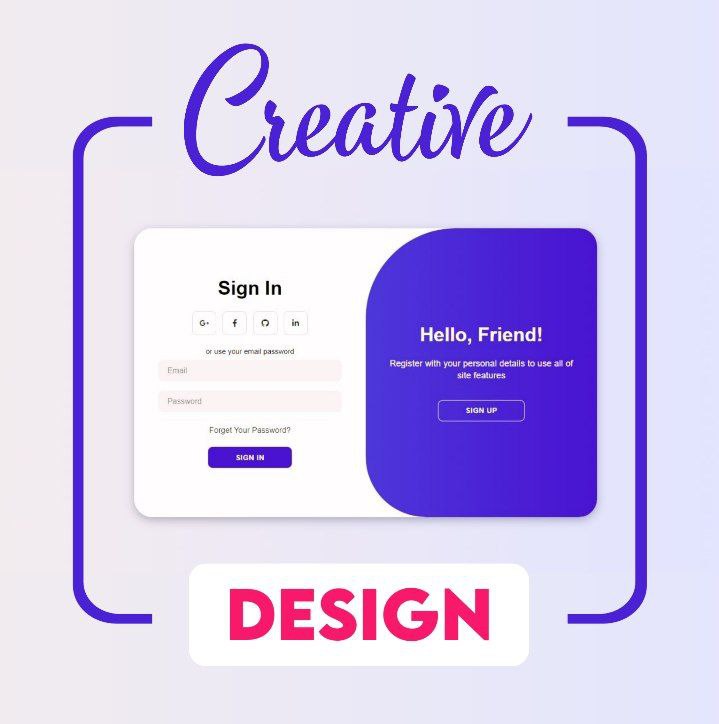 Creative
Sign In
G+ f in
or use your email password
Email
Password
Forget Your Password?
SIGN IN
Hello, Friend!
Register with your personal details to use all of
site features
SIGN UP
DESIGN